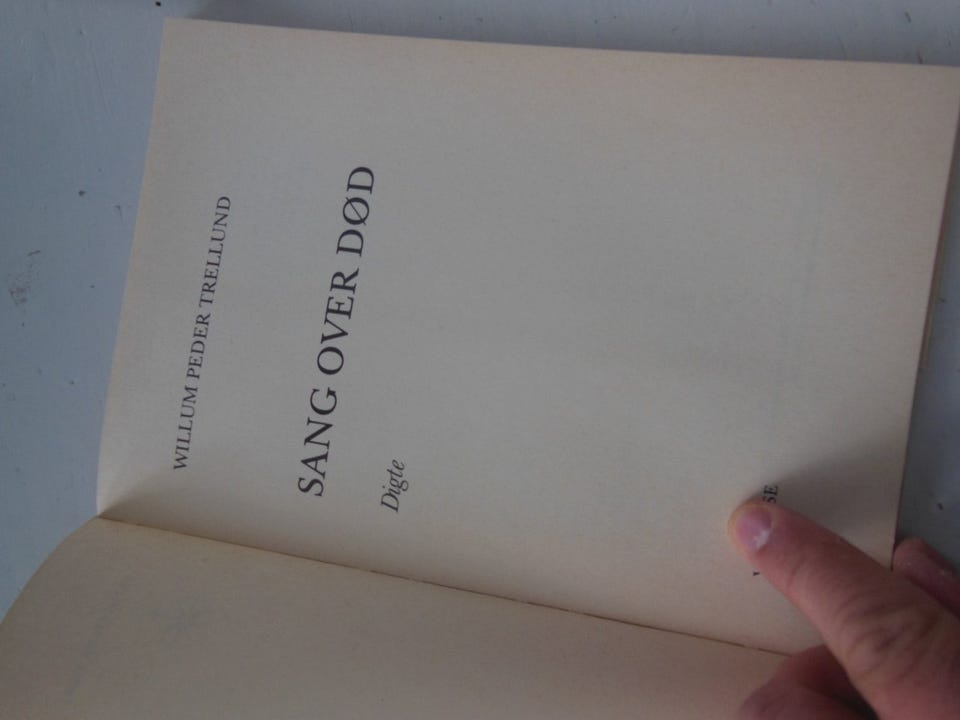 WILLUM PEDER TRELLUND
SANG OVER DØD
Digte